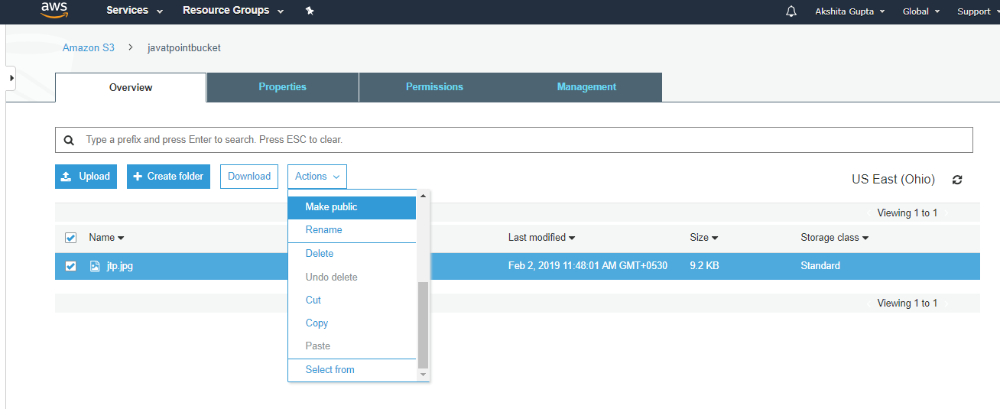 aws Services Resource Groups Akshita Gupta Global Support
Amazon S3 > javatpointbucket
Overview Properties Permissions Management
Type a prefix and press Enter to search. Press ESC to clear.
Upload + Create folder Download Actions
US East (Ohio)
Make public
Viewing 1 to 1
Rename
Name Last modified Size Storage class
Delete
jtp.jpg Feb 2, 2019 11:48:01 AM GMT+0530 9.2 KB Standard
Undo delete
Cut
Viewing 1 to 1
Copy
Paste
Select from